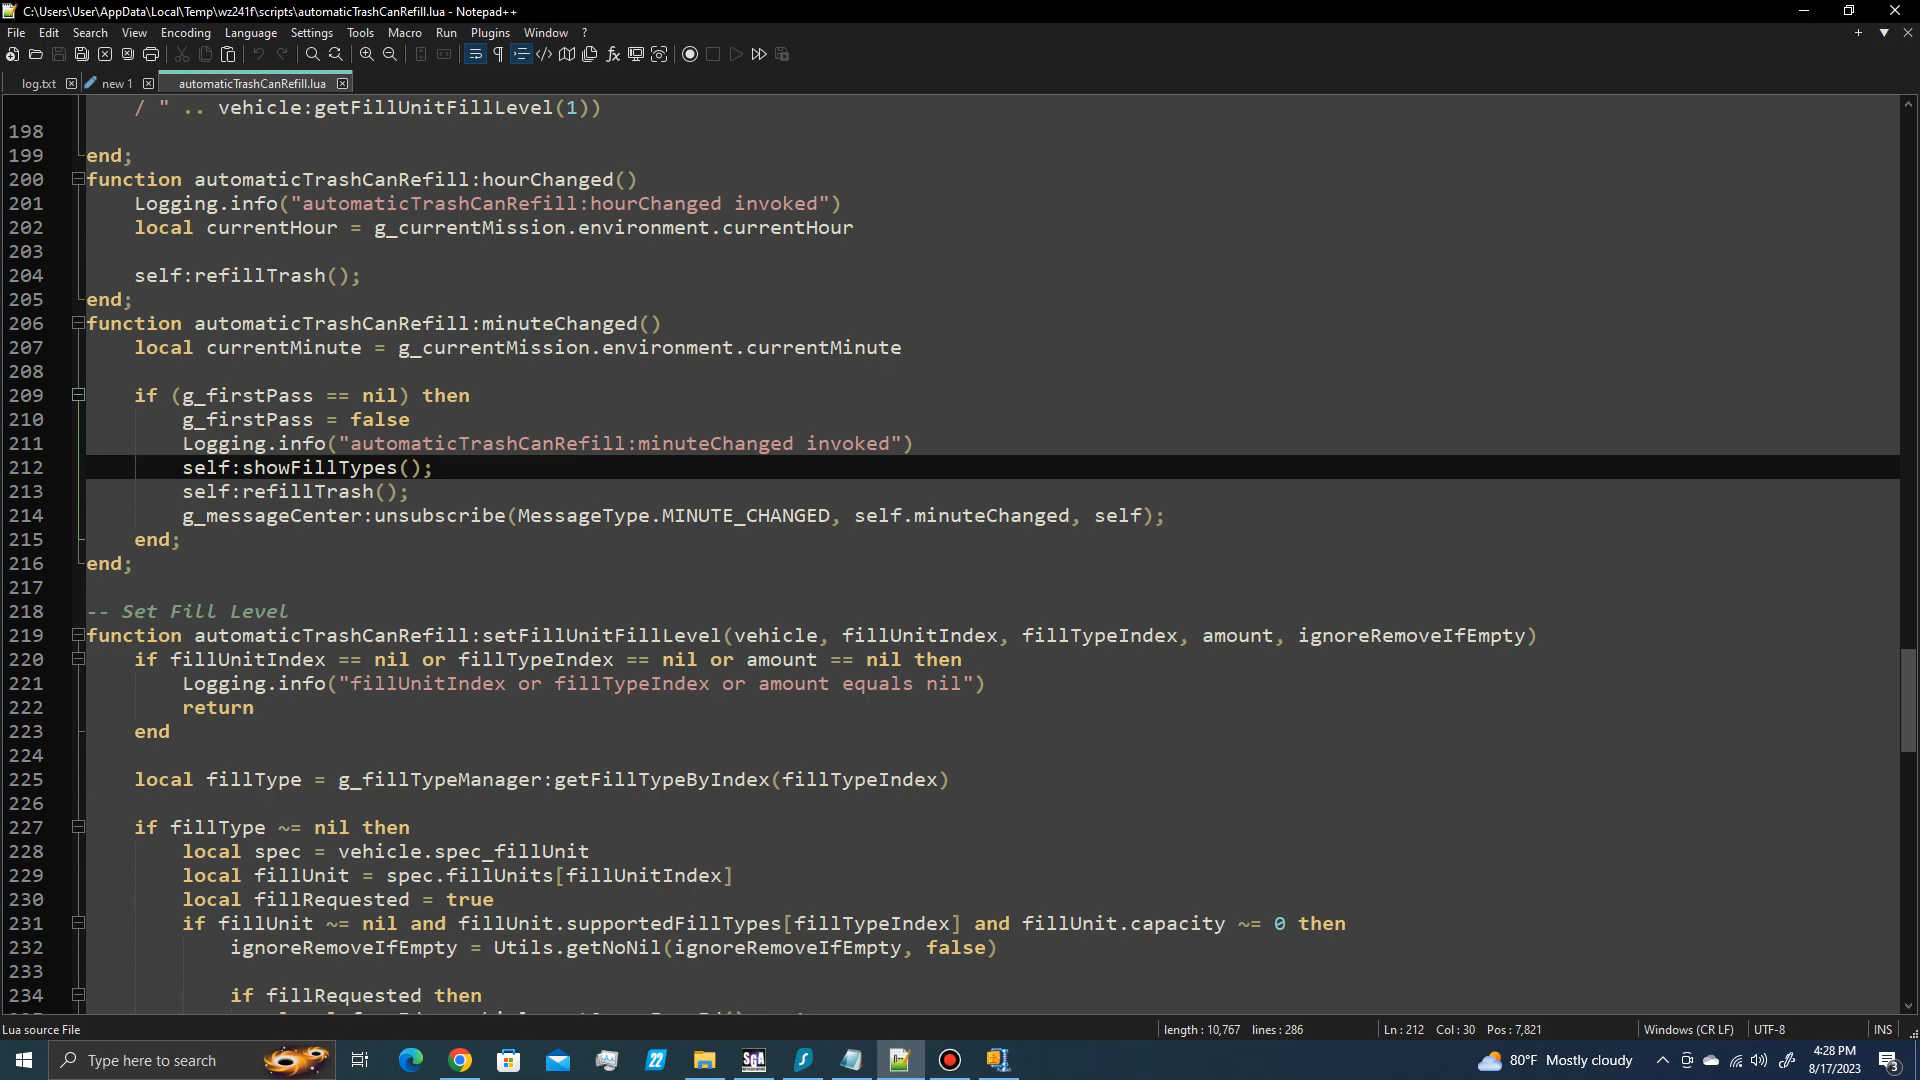 C:\Users\User\AppData\Local\Temp\wz241f\scripts\automaticTrashCanRefill.lua - Notepad++
File Edit Search View Encoding Language Settings Tools Macro Run Plugins Window ?
log.txt new 1 automaticTrashCanRefill.lua
/ " .. vehicle:getFillUnitFillLevel(1))
198
199 end;
200 function automaticTrashCanRefill:hourChanged()
201 Logging.info("automaticTrashCanRefill:hourChanged invoked")
202 local currentHour = g_currentMission.environment.currentHour
203
204 self:refillTrash();
205 end;
206 function automaticTrashCanRefill:minuteChanged()
207 local currentMinute = g_currentMission.environment.currentMinute
208
209 if (g_firstPass == nil) then
210 g_firstPass = false
211 Logging.info("automaticTrashCanRefill:minuteChanged invoked")
212 self:showFillTypes();
213 self:refillTrash();
214 g_messageCenter:unsubscribe(MessageType.MINUTE_CHANGED, self.minuteChanged, self);
215 end;
216 end;
217
218 -- Set Fill Level
219 function automaticTrashCanRefill:setFillUnitFillLevel(vehicle, fillUnitIndex, fillTypeIndex, amount, ignoreRemoveIfEmpty)
220 if fillUnitIndex == nil or fillTypeIndex == nil or amount == nil then
221 Logging.info("fillUnitIndex or fillTypeIndex or amount equals nil")
222 return
223 end
224
225 local fillType = g_fillTypeManager:getFillTypeByIndex(fillTypeIndex)
226
227 if fillType ~= nil then
228 local spec = vehicle.spec_fillUnit
229 local fillUnit = spec.fillUnits[fillUnitIndex]
230 local fillRequested = true
231 if fillUnit ~= nil and fillUnit.supportedFillTypes[fillTypeIndex] and fillUnit.capacity ~= 0 then
232 ignoreRemoveIfEmpty = Utils.getNoNil(ignoreRemoveIfEmpty, false)
233
234 if fillRequested then
Lua source File length : 10,767 lines : 286 Ln : 212 Col : 30 Pos : 7,821 Windows (CR LF) UTF-8 INS
Type here to search 22 SGA 80°F Mostly cloudy 4:28 PM
8/17/2023 3